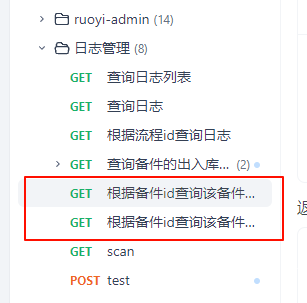 ruoyi-admin (14)
日志管理 (8)
GET 查询日志列表
GET 查询日志
GET 根据流程id查询日志
GET 查询备件的出入库... (2)
GET 根据备件id查询该备件...
GET 根据备件id查询该备件...
GET scan
POST test